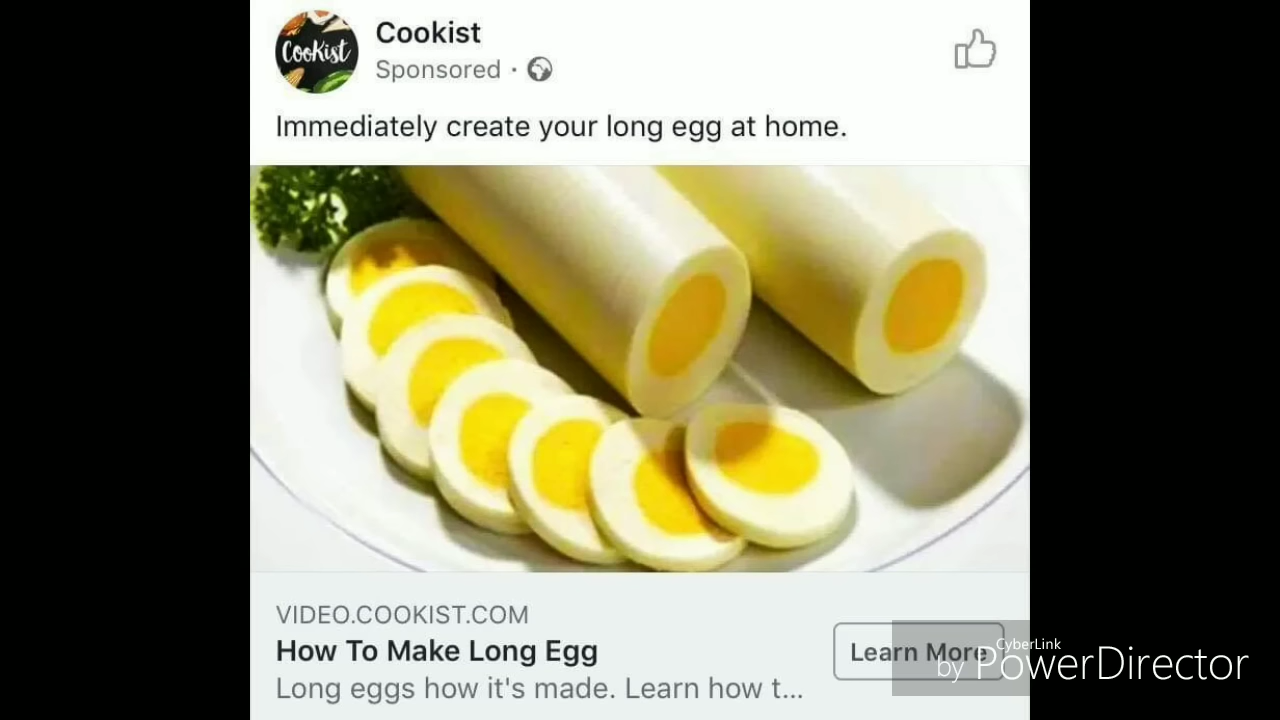 Cookist
Cookist
Sponsored ·
Immediately create your long egg at home.
VIDEO.COOKIST.COM
How To Make Long Egg
Long eggs how it's made. Learn how t...
Learn More
CyberLink
by PowerDirector